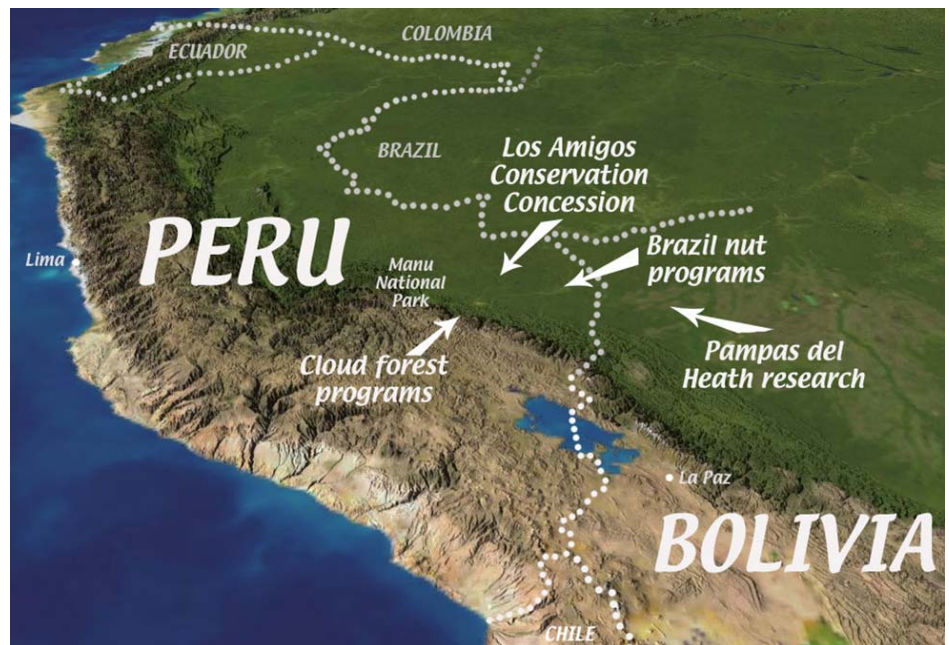 COLOMBIA
ECUADOR
BRAZIL
Los Amigos
Conservation
Concession
PERU
Lima
Manu
National
Park
Brazil nut
programs
Cloud forest
programs
Pampas del
Heath research
La Paz
BOLIVIA
CHILE